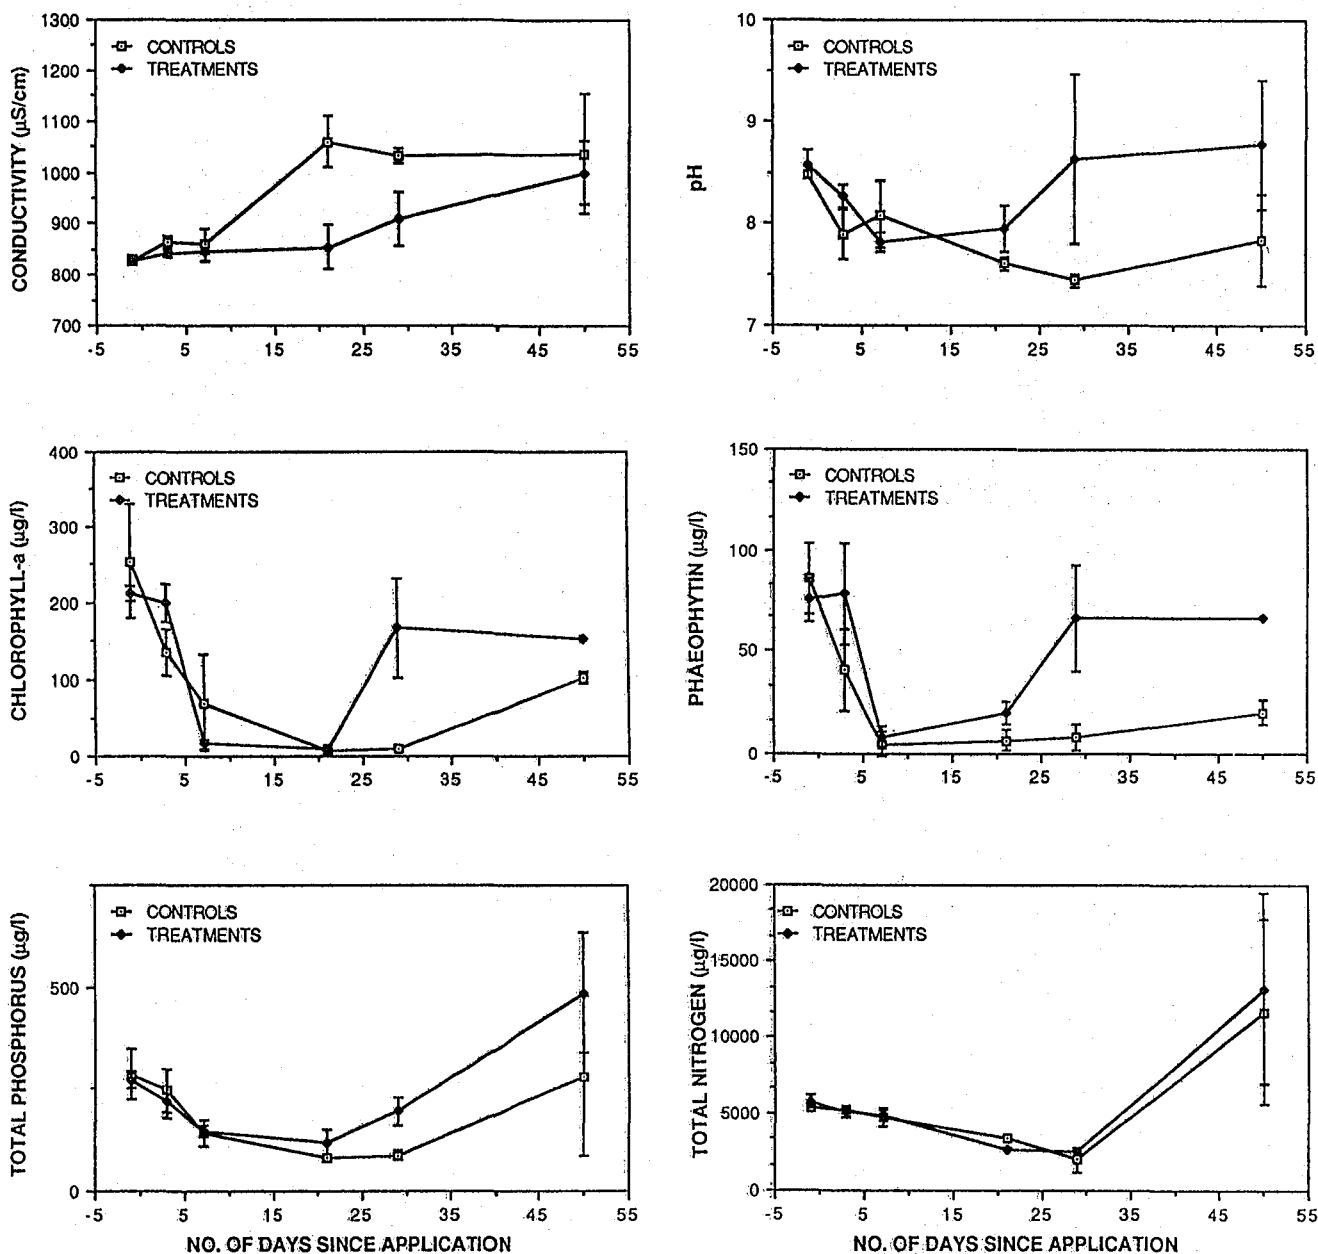 1300
1200
1100
1000
900
800
700
CONDUCTIVITY (µS/cm)
CONTROLS
TREATMENTS
-5 5 15 25 35 45 55
10
9
8
7
pH
CONTROLS
TREATMENTS
-5 5 15 25 35 45 55
400
300
200
100
0
CHLOROPHYLL-a (µg/l)
CONTROLS
TREATMENTS
-5 5 15 25 35 45 55
150
100
50
0
PHAEOPHYTIN (µg/l)
CONTROLS
TREATMENTS
-5 5 15 25 35 45 55
500
0
TOTAL PHOSPHORUS (µg/l)
CONTROLS
TREATMENTS
-5 5 15 25 35 45 55
NO. OF DAYS SINCE APPLICATION
20000
15000
10000
5000
0
TOTAL NITROGEN (µg/l)
CONTROLS
TREATMENTS
-5 5 15 25 35 45 55
NO. OF DAYS SINCE APPLICATION